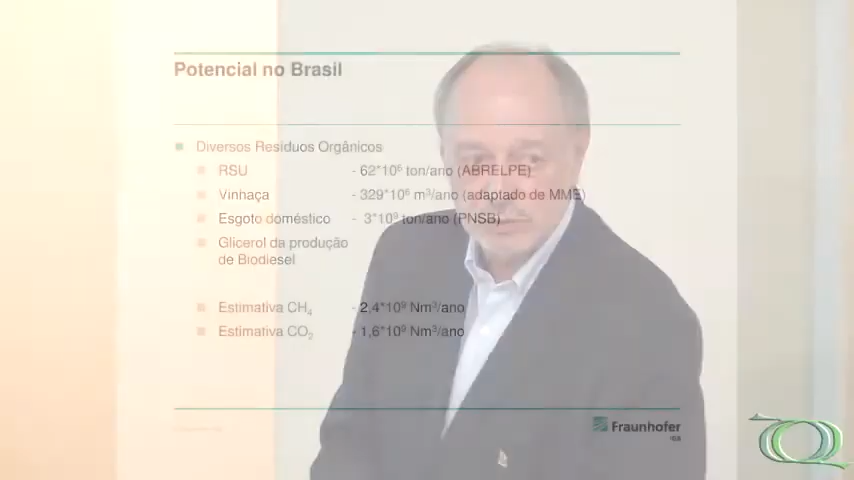 Potencial no Brasil
Diversos Resíduos Orgânicos
RSU - 62*10⁶ ton/ano (ABRELPE)
Vinhaça - 329*10⁶ m³/ano (adaptado de MME)
Esgoto doméstico - 3*10⁹ ton/ano (PNSB)
Glicerol da produção
de Biodiesel
Estimativa CH₄ - 2,4*10⁹ Nm³/ano
Estimativa CO₂ - 1,6*10⁹ Nm³/ano
Fraunhofer
IGB